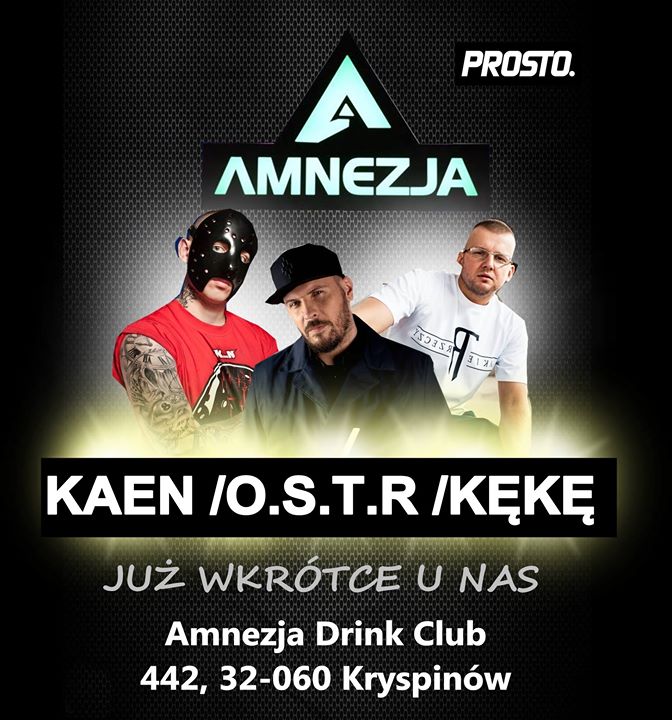 PROSTO.
AMNEZJA
KAEN /O.S.T.R /KĘKĘ
JUŻ WKRÓTCE U NAS
Amnezja Drink Club
442, 32-060 Kryspinów